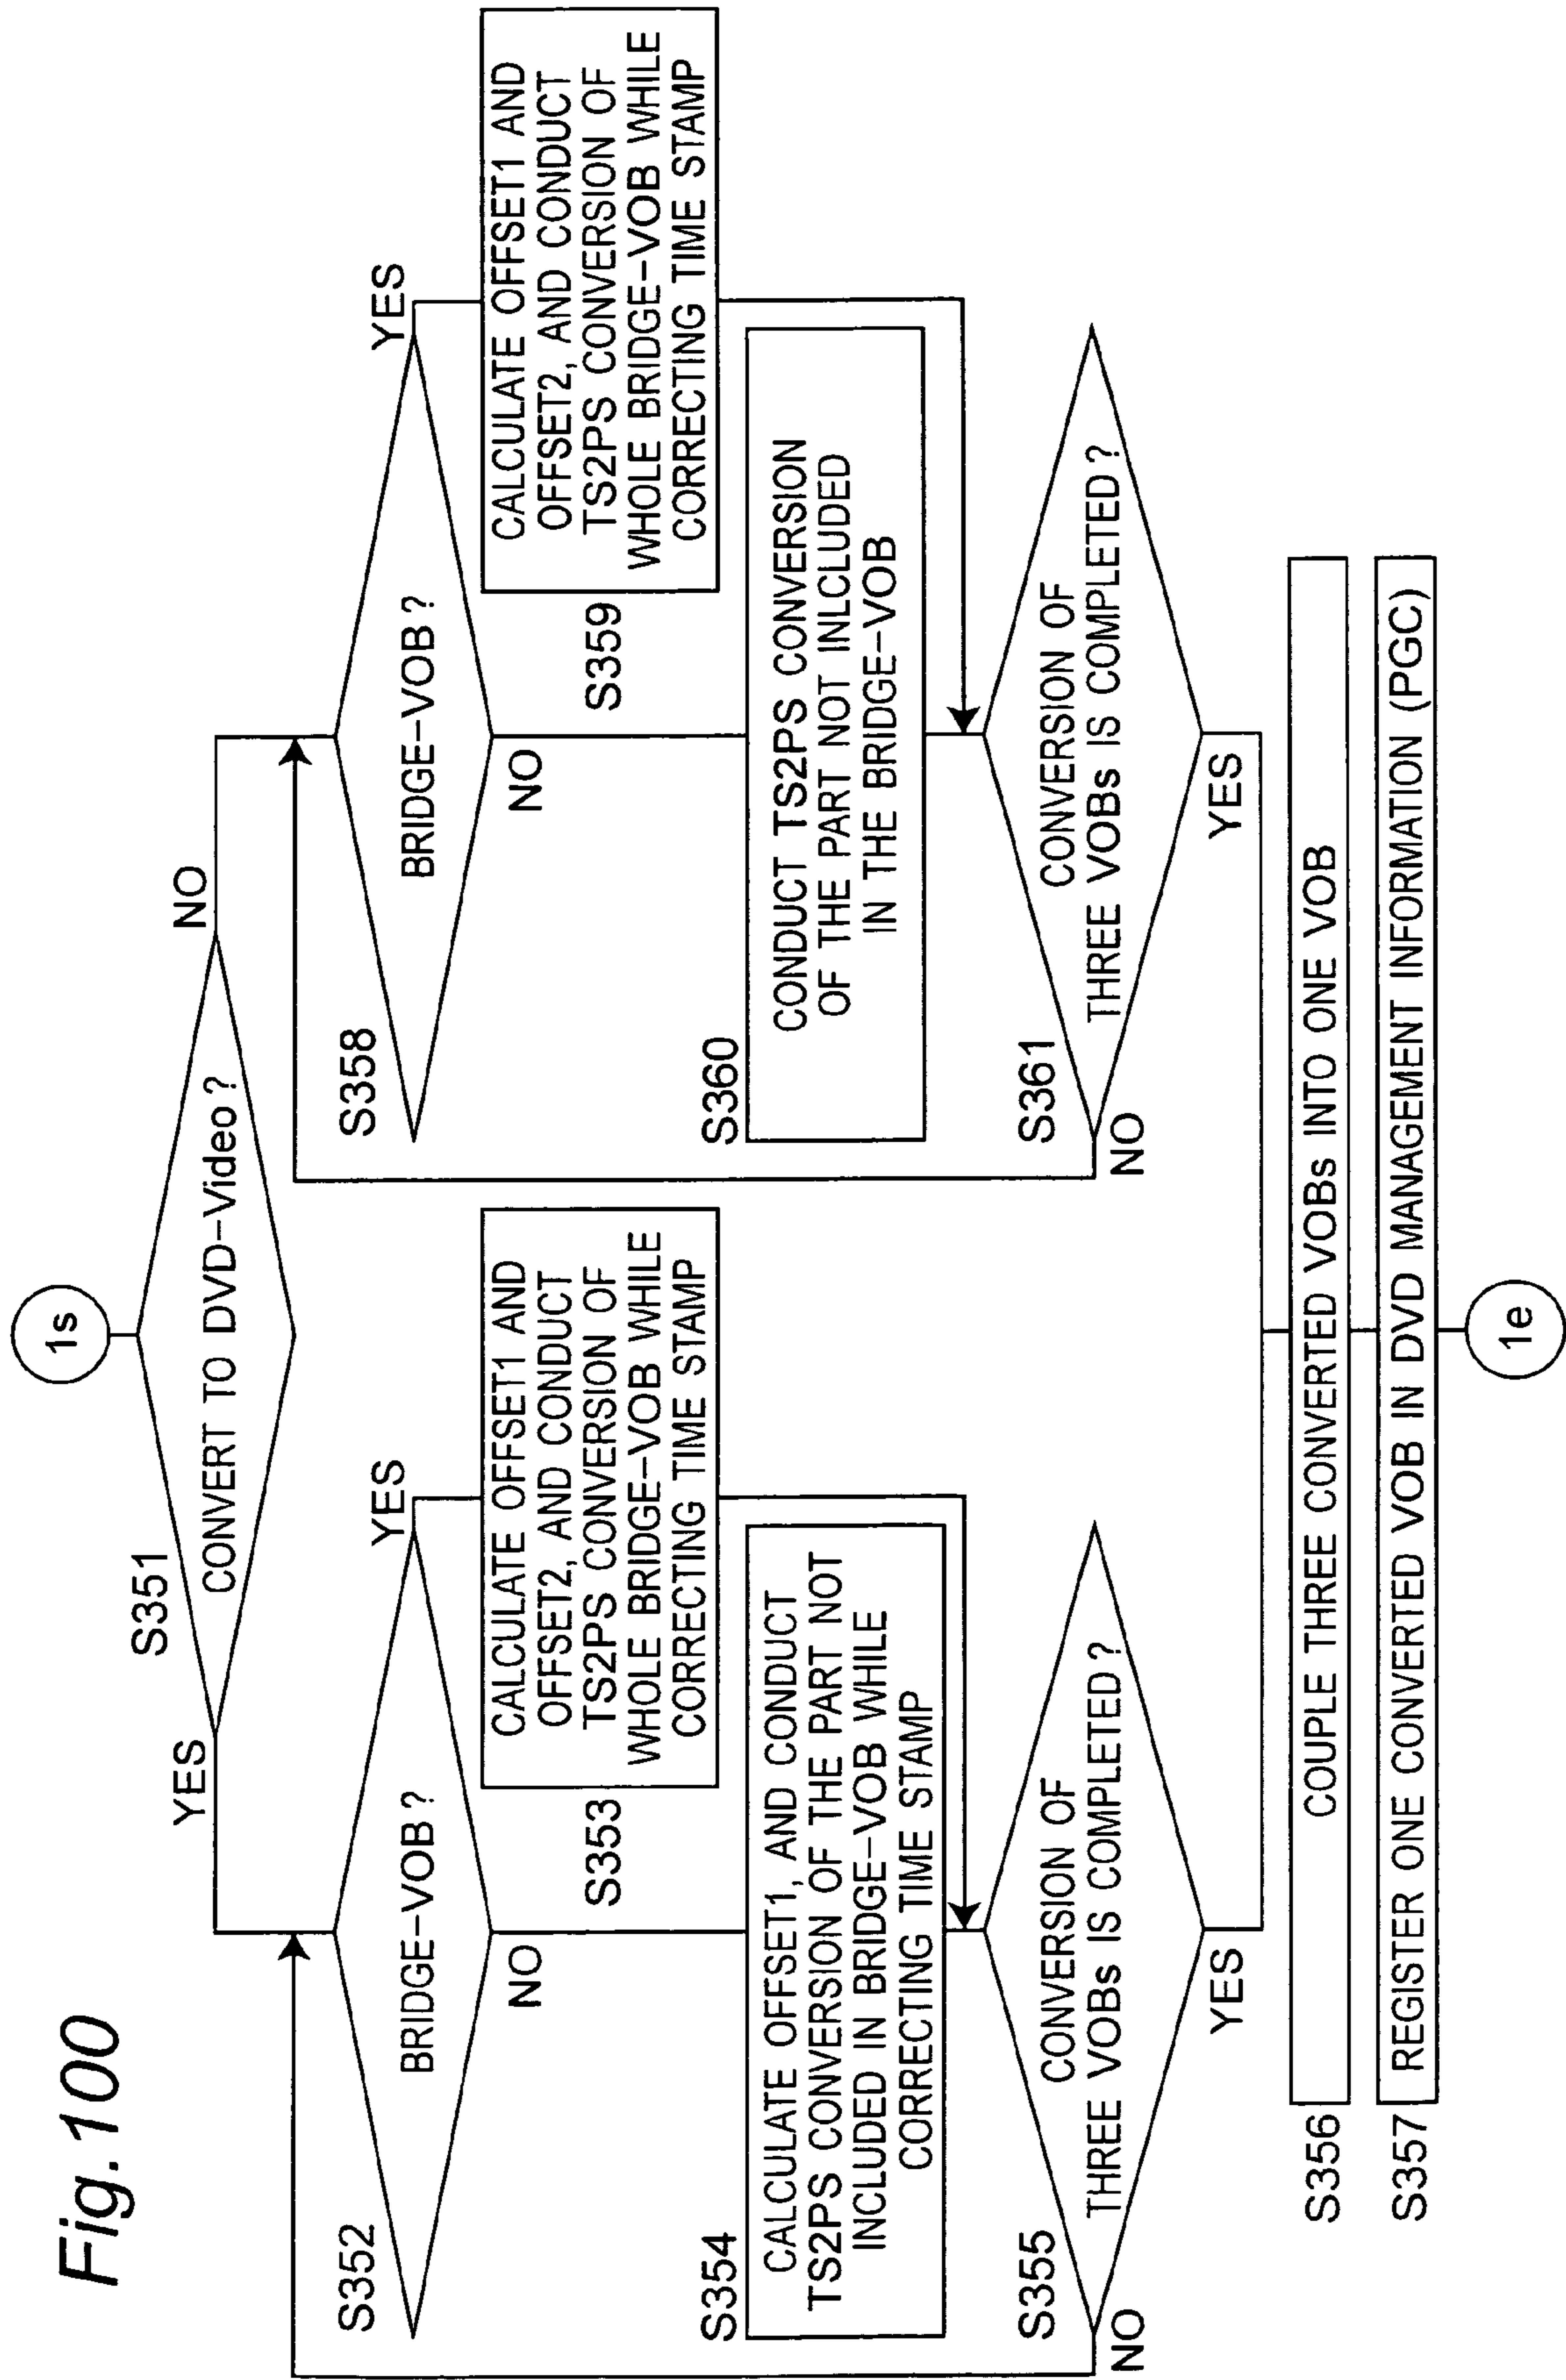 Fig. 100
1s
S351
CONVERT TO DVD-Video?
YES
NO
S352
BRIDGE-VOB?
YES
NO
S353
CALCULATE OFFSET1 AND
OFFSET2, AND CONDUCT
TS2PS CONVERSION OF
WHOLE BRIDGE-VOB WHILE
CORRECTING TIME STAMP
S354
CALCULATE OFFSET1, AND CONDUCT
TS2PS CONVERSION OF THE PART NOT
INCLUDED IN BRIDGE-VOB WHILE
CORRECTING TIME STAMP
S355
CONVERSION OF
THREE VOBs IS COMPLETED?
NO
YES
S358
BRIDGE-VOB?
YES
NO
S359
CALCULATE OFFSET1 AND
OFFSET2, AND CONDUCT
TS2PS CONVERSION OF
WHOLE BRIDGE-VOB WHILE
CORRECTING TIME STAMP
S360
CONDUCT TS2PS CONVERSION
OF THE PART NOT INLCLUDED
IN THE BRIDGE-VOB
S361
CONVERSION OF
THREE VOBs IS COMPLETED?
NO
YES
S356
COUPLE THREE CONVERTED VOBs INTO ONE VOB
S357
REGISTER ONE CONVERTED VOB IN DVD MANAGEMENT INFORMATION (PGC)
1e